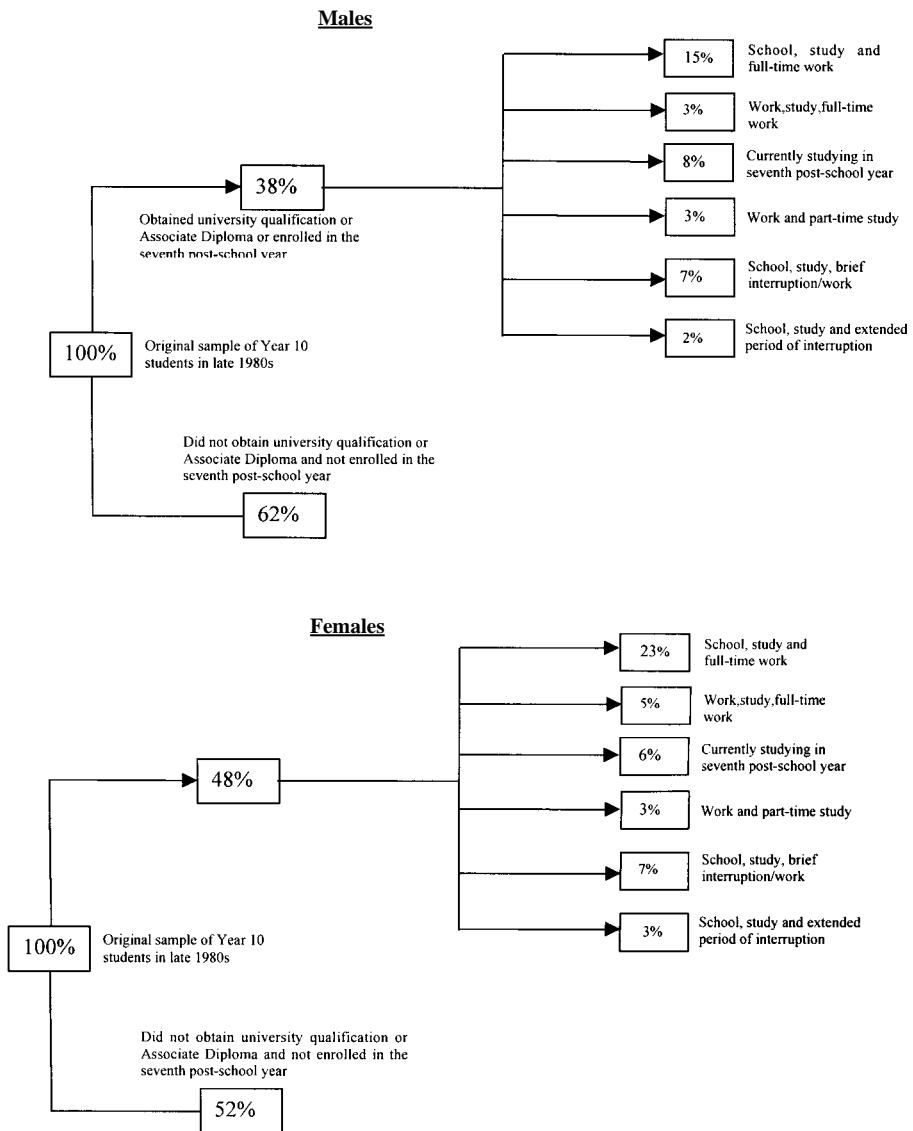 Males
15%
School, study and
full-time work
3%
Work,study,full-time
work
8%
Currently studying in
seventh post-school year
38%
Obtained university qualification or
Associate Diploma or enrolled in the
seventh post-school year
3%
Work and part-time study
7%
School, study, brief
interruption/work
100%
Original sample of Year 10
students in late 1980s
2%
School, study and extended
period of interruption
Did not obtain university qualification or
Associate Diploma and not enrolled in the
seventh post-school year
62%
Females
23%
School, study and
full-time work
5%
Work,study,full-time
work
48%
6%
Currently studying in
seventh post-school year
3%
Work and part-time study
7%
School, study, brief
interruption/work
100%
Original sample of Year 10
students in late 1980s
3%
School, study and extended
period of interruption
Did not obtain university qualification or
Associate Diploma and not enrolled in the
seventh post-school year
52%